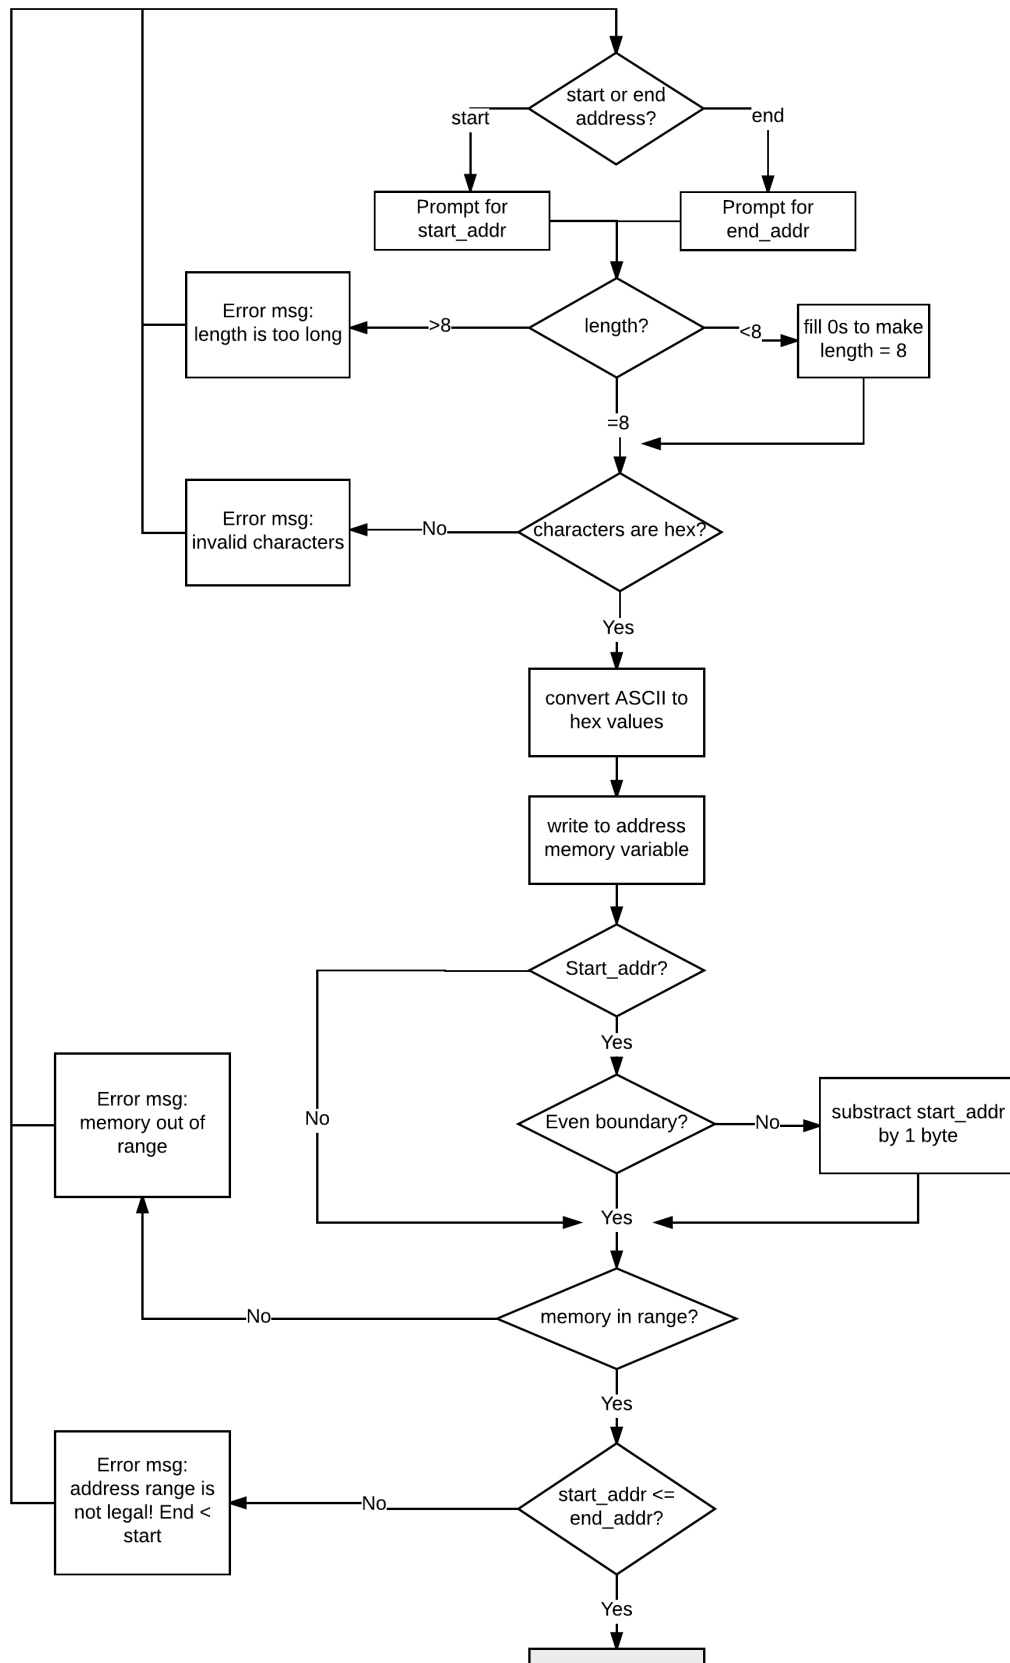 start or end
address?
start
end
Prompt for
start_addr
Prompt for
end_addr
Error msg:
length is too long
>8
length?
<8
fill 0s to make
length = 8
=8
Error msg:
invalid characters
No
characters are hex?
Yes
convert ASCII to
hex values
write to address
memory variable
Start_addr?
Yes
Error msg:
memory out of
range
No
Even boundary?
No
substract start_addr
by 1 byte
Yes
No
memory in range?
Yes
Error msg:
address range is
not legal! End <
start
No
start_addr <=
end_addr?
Yes